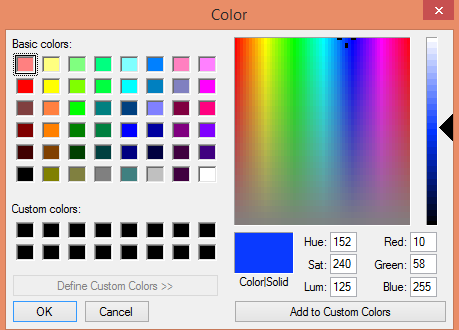 Color
Basic colors:
Custom colors:
Define Custom Colors >>
OK
Cancel
Color|Solid
Hue: 152
Sat: 240
Lum: 125
Red: 10
Green: 58
Blue: 255
Add to Custom Colors